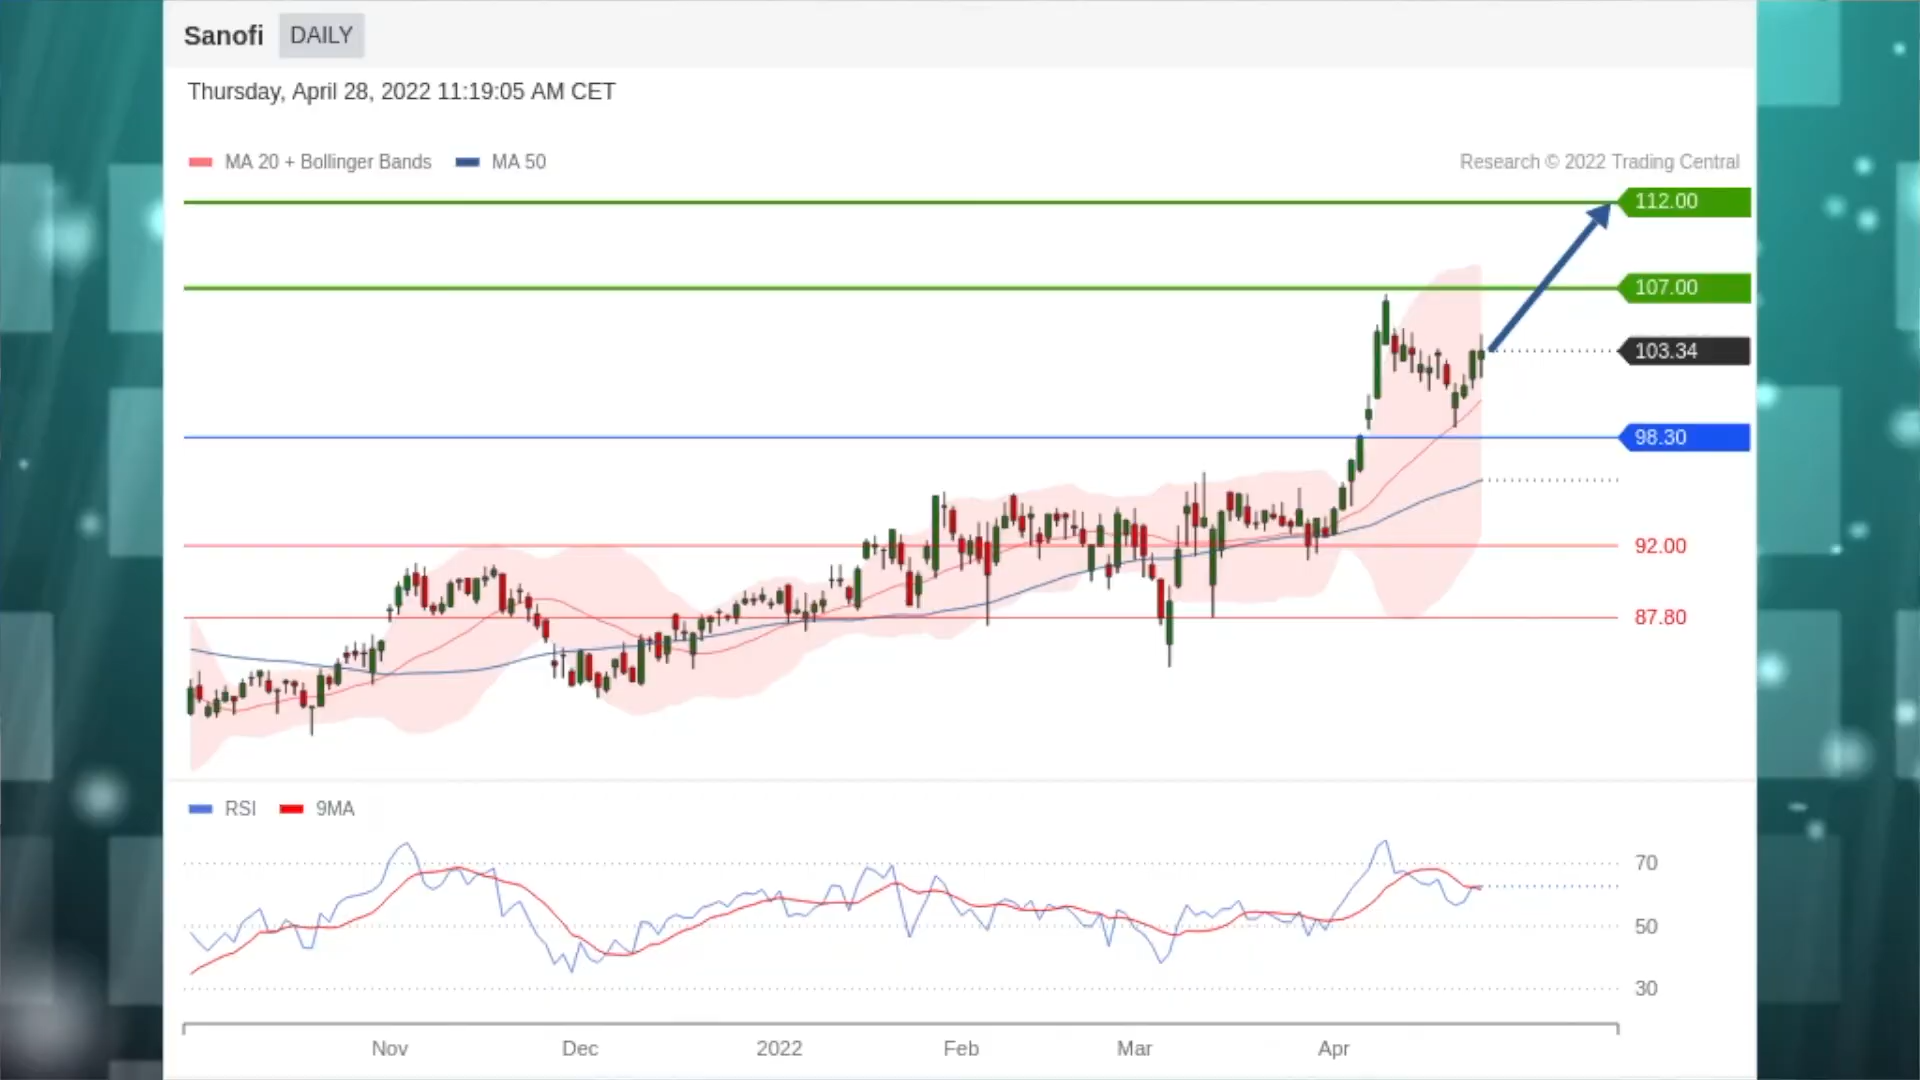 Sanofi DAILY
Thursday, April 28, 2022 11:19:05 AM CET
MA 20 + Bollinger Bands MA 50
Research © 2022 Trading Central
112.00
107.00
103.34
98.30
92.00
87.80
RSI 9MA
70
50
30
Nov Dec 2022 Feb Mar Apr